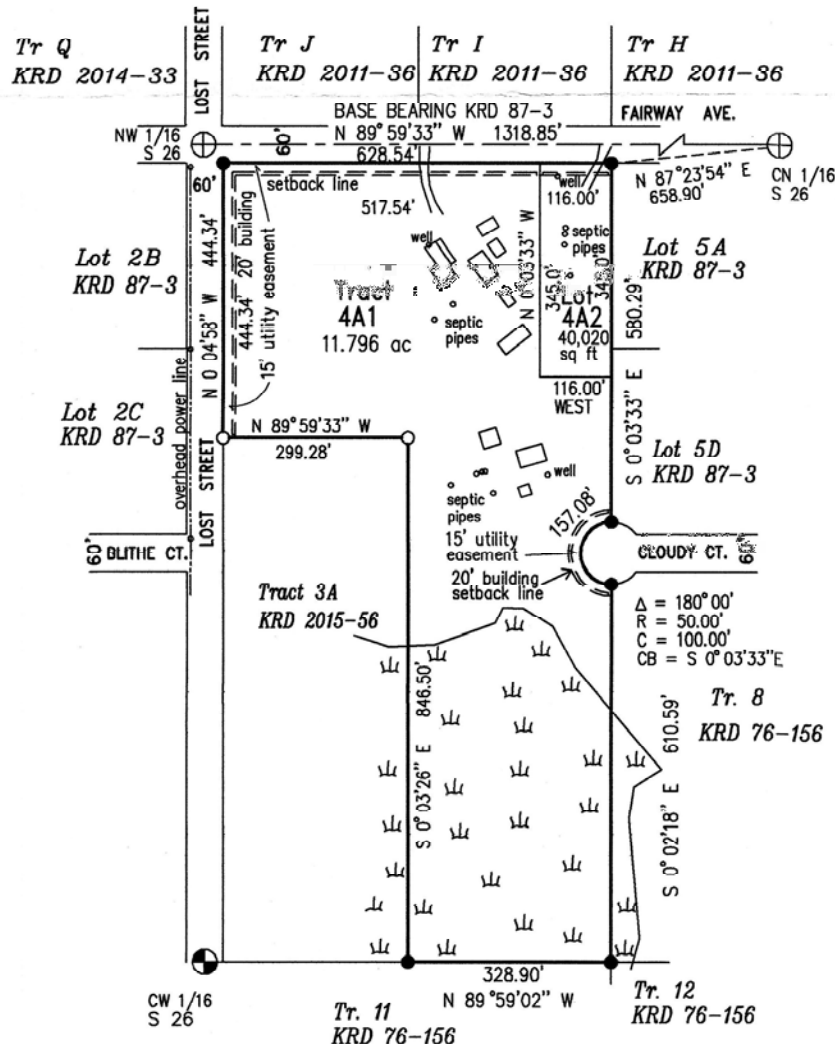 Tr Q
KRD 2014-33
LOST STREET
Tr J
KRD 2011-36
Tr I
KRD 2011-36
Tr H
KRD 2011-36
BASE BEARING KRD 87-3
FAIRWAY AVE.
NW 1/16
S 26
60'
N 89°59'33" W 1318.85'
628.54'
CN 1/16
S 26
N 87°23'54" E
658.90'
60'
setback line
517.54'
well
116.00'
444.34'
N 0°04'58" W
444.34' 20' building
15' utility easement
Lot 2B
KRD 87-3
well
septic
pipes
Tract
4A1
11.796 ac
N 0°03'33" W
345.0'
345.0'
8 septic
pipes
Lot
4A2
40,020
sq ft
Lot 5A
KRD 87-3
580.29'
S 0°03'33" E
116.00'
WEST
Lot 2C
KRD 87-3
overhead power line
N 89°59'33" W
299.28'
LOST STREET
Lot 5D
KRD 87-3
well
septic
pipes
157.08'
15' utility
easement
20' building
setback line
60'
BLITHE CT.
CLOUDY CT.
60'
Δ = 180°00'
R = 50.00'
C = 100.00'
CB = S 0°03'33"E
Tract 3A
KRD 2015-56
S 0°03'26" E 846.50'
Tr. 8
KRD 76-156
S 0°02'18" E 610.59'
CW 1/16
S 26
Tr. 11
KRD 76-156
328.90'
N 89°59'02" W
Tr. 12
KRD 76-156